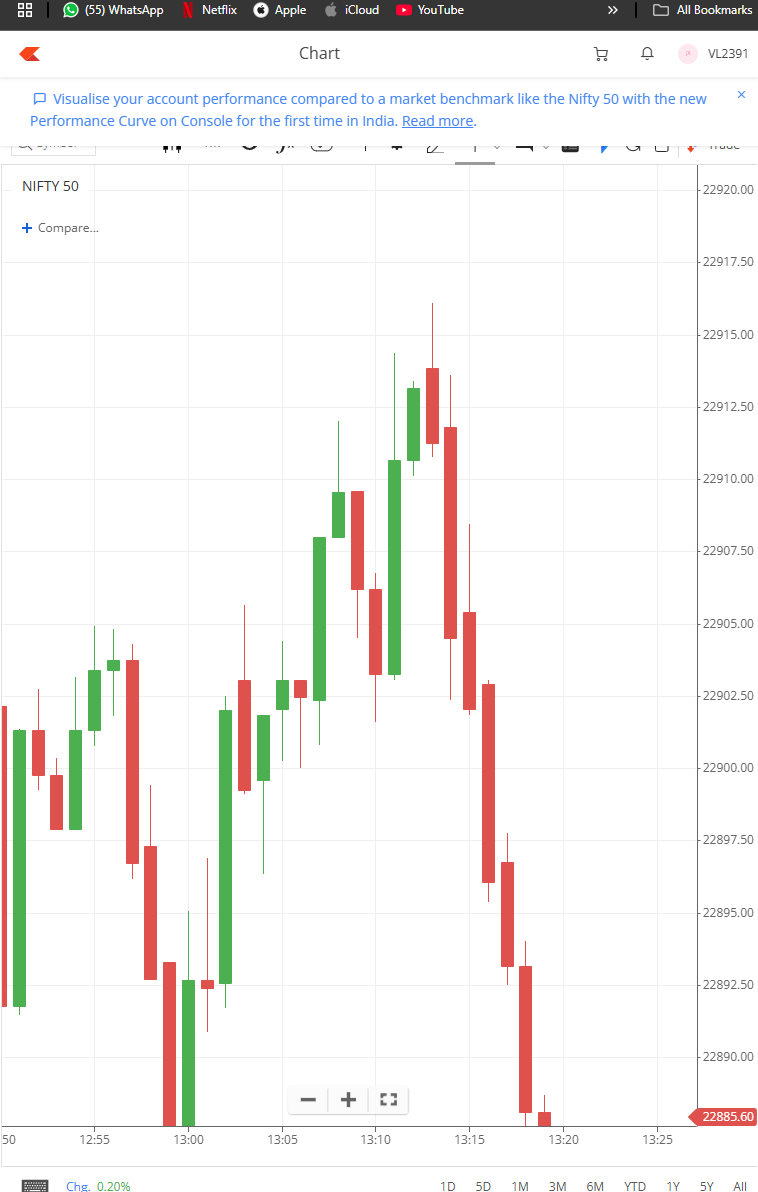 (55) WhatsApp Netflix Apple iCloud YouTube » All Bookmarks
Chart VL2391
Visualise your account performance compared to a market benchmark like the Nifty 50 with the new
Performance Curve on Console for the first time in India. Read more.
NIFTY 50
+ Compare...
22920.00
22917.50
22915.00
22912.50
22910.00
22907.50
22905.00
22902.50
22900.00
22897.50
22895.00
22892.50
22890.00
22885.60
50 12:55 13:00 13:05 13:10 13:15 13:20 13:25
Chg. 0.20% 1D 5D 1M 3M 6M YTD 1Y 5Y All